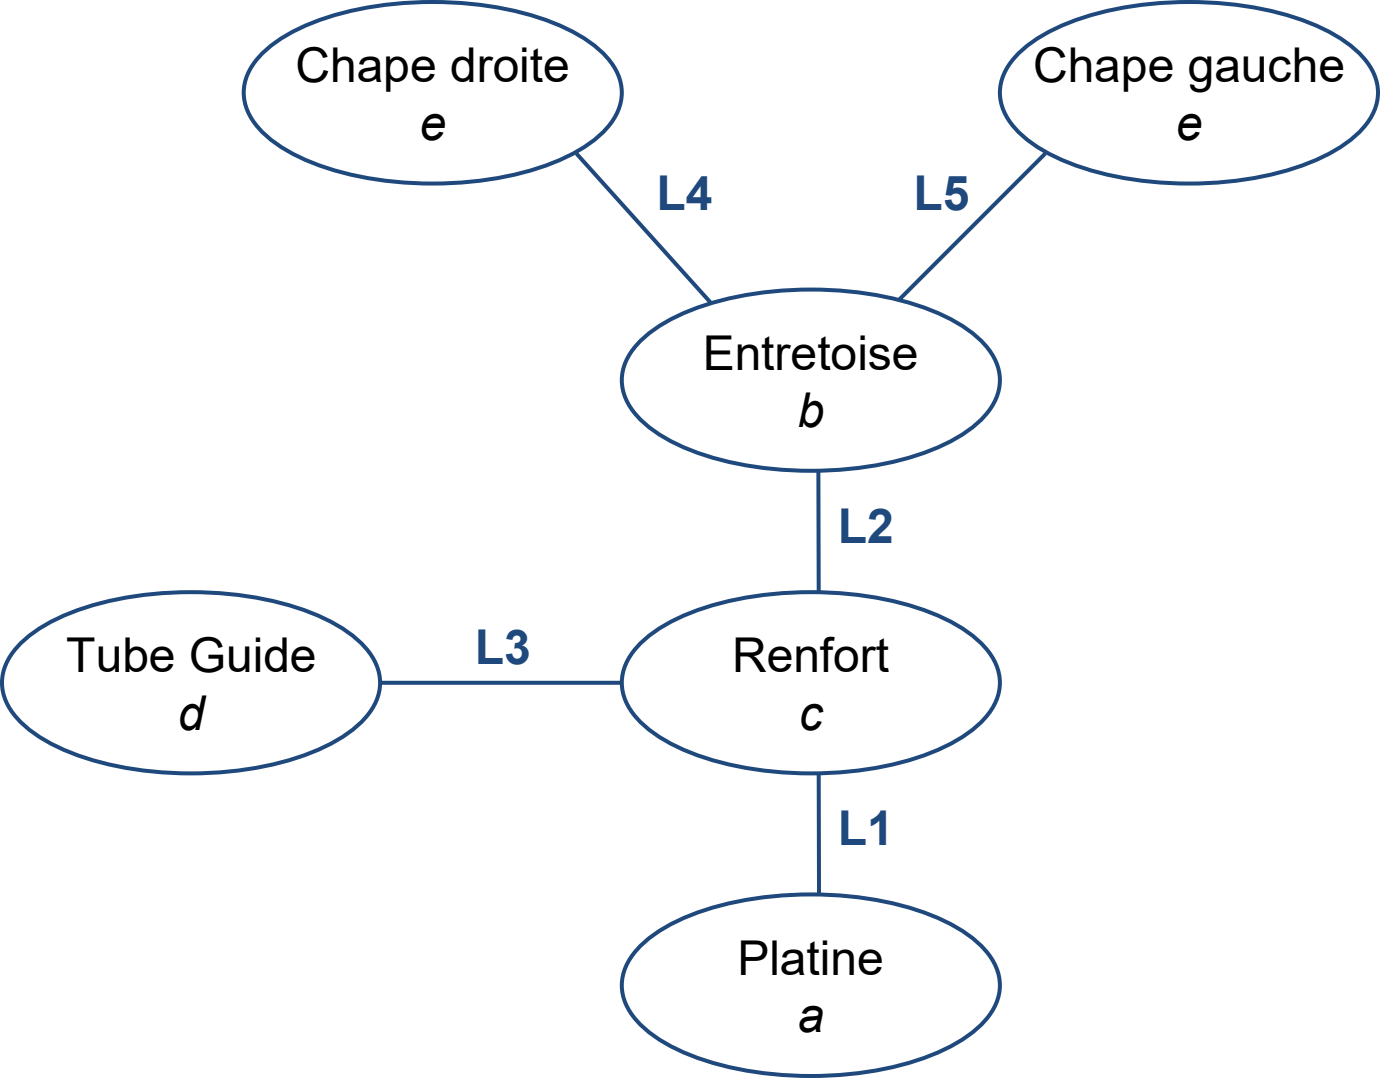 Chape droite
e
Chape gauche
e
L4
L5
Entretoise
b
L2
Tube Guide
d
L3
Renfort
c
L1
Platine
a